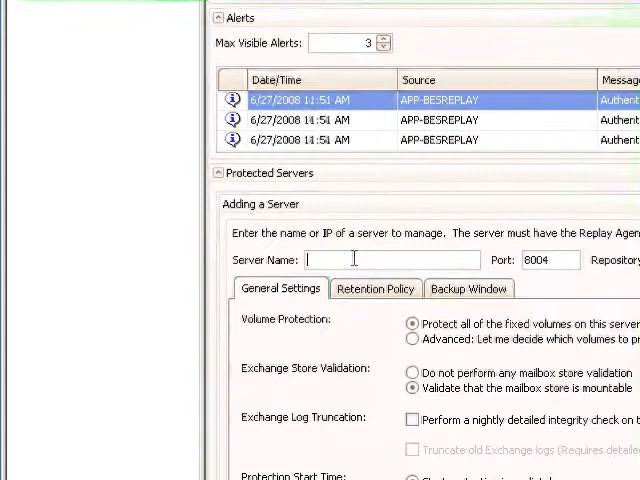 Alerts
Max Visible Alerts: 3
Date/Time Source Message
6/27/2008 11:51 AM APP-BESREPLAY Authent
6/27/2008 11:51 AM APP-BESREPLAY Authent
6/27/2008 11:51 AM APP-BESREPLAY Authent
Protected Servers
Adding a Server
Enter the name or IP of a server to manage. The server must have the Replay Agen
Server Name: Port: 8004 Repository
General Settings Retention Policy Backup Window
Volume Protection: Protect all of the fixed volumes on this server
Advanced: Let me decide which volumes to pr
Exchange Store Validation: Do not perform any mailbox store validation
Validate that the mailbox store is mountable
Exchange Log Truncation: Perform a nightly detailed integrity check on t
Truncate old Exchange logs (Requires detailed
Protection Start Time: